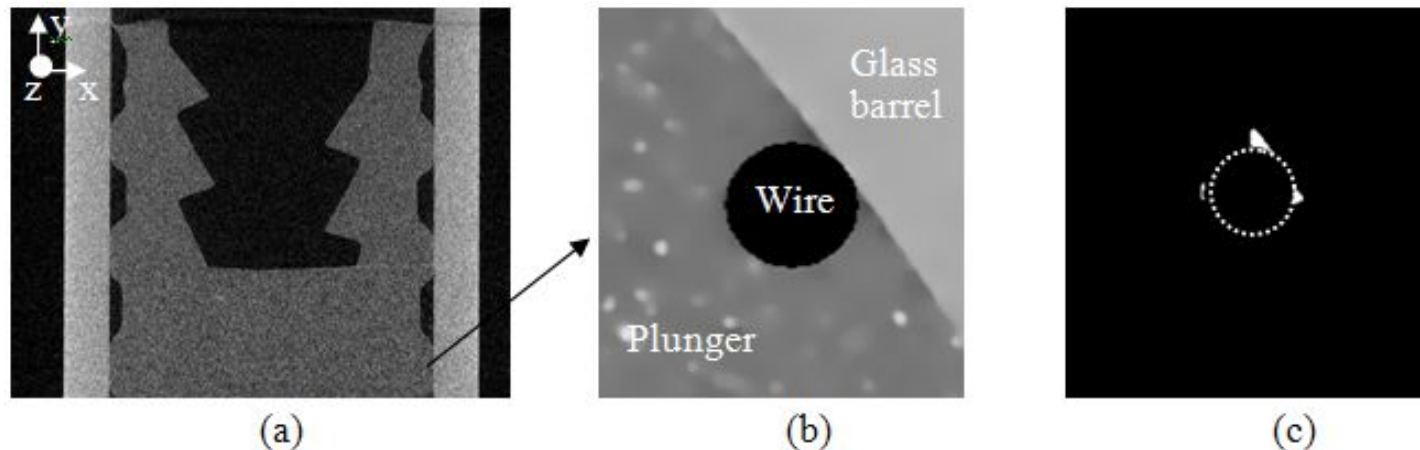 y
z x
Glass
barrel
Wire
Plunger
(a) (b) (c)